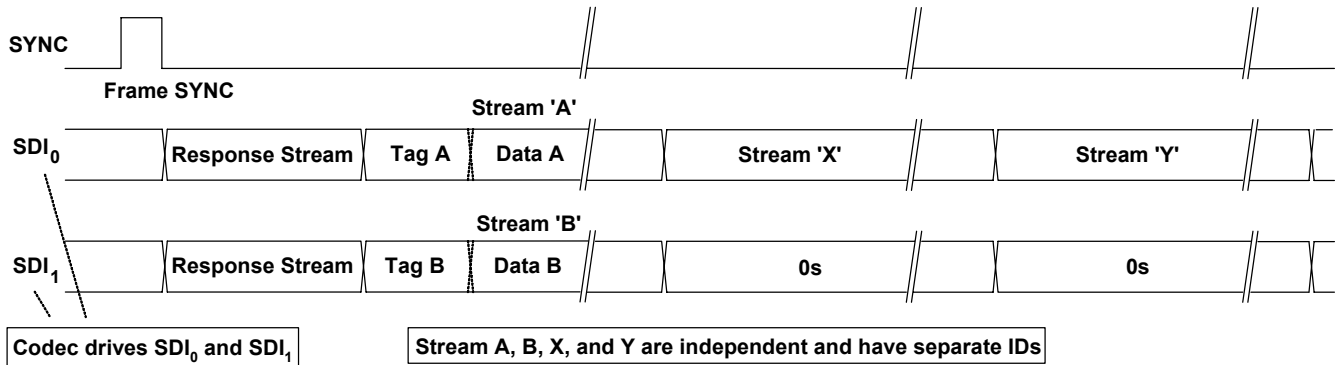 SYNC
Frame SYNC
Stream 'A'
SDI0 Response Stream Tag A Data A Stream 'X' Stream 'Y'
Stream 'B'
SDI1 Response Stream Tag B Data B 0s 0s
Codec drives SDI0 and SDI1
Stream A, B, X, and Y are independent and have separate IDs